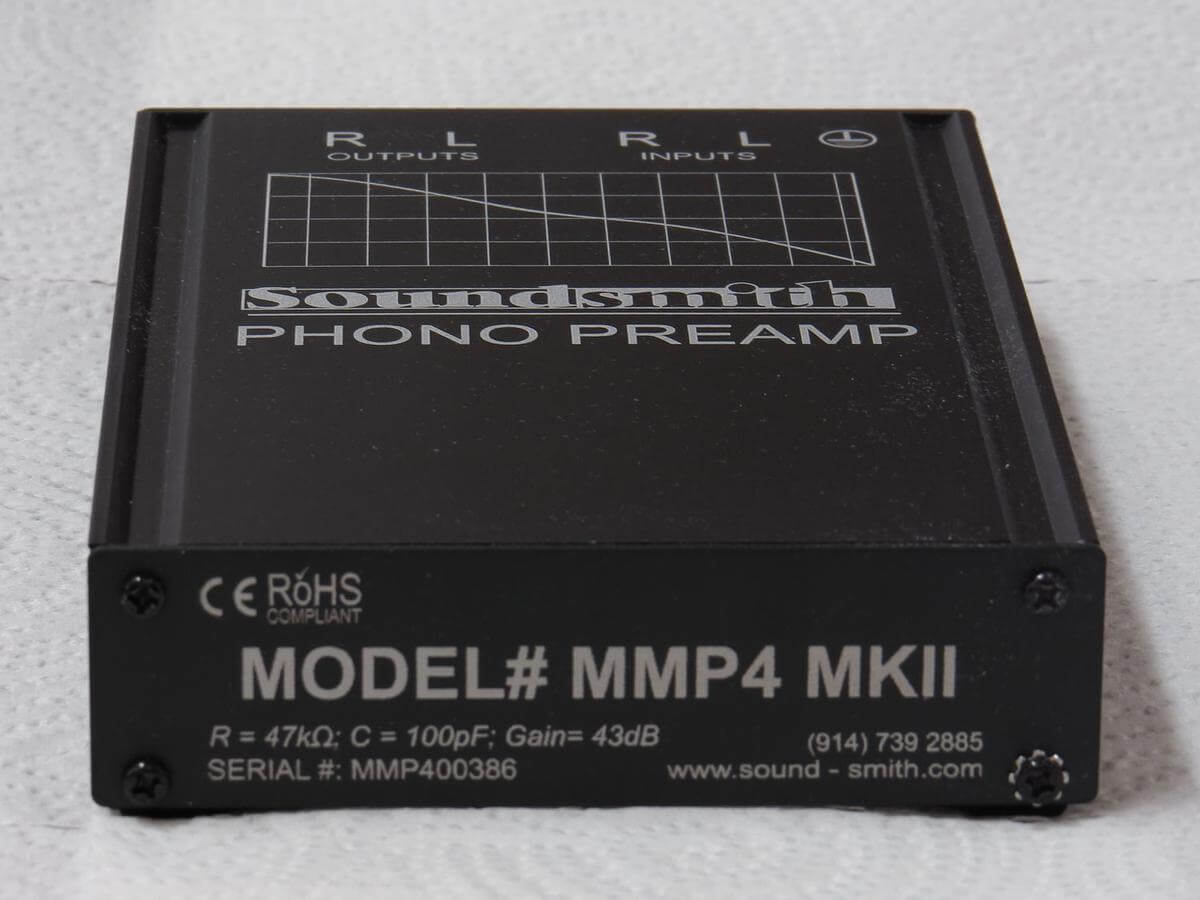 R L R L
OUTPUTS INPUTS
Soundsmith
PHONO PREAMP
CE RoHS
COMPLIANT
MODEL# MMP4 MKII
R = 47kΩ; C = 100pF; Gain= 43dB
(914) 739 2885
SERIAL #: MMP400386
www.sound - smith.com